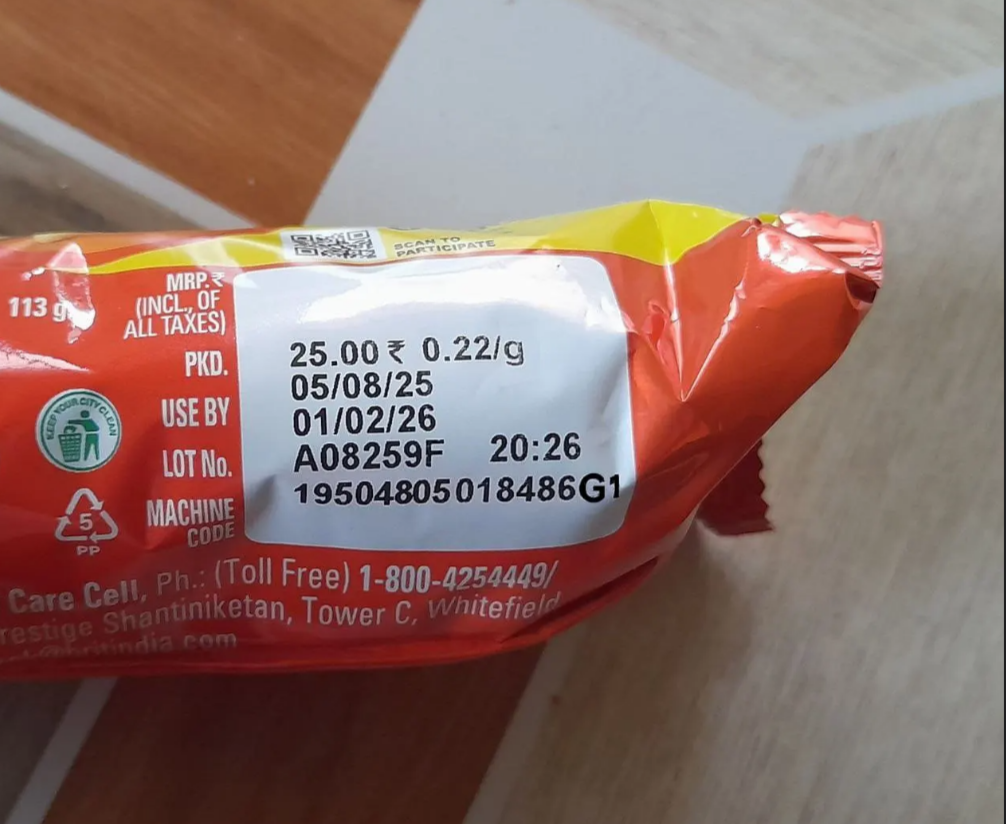 SCAN TO
PARTICIPATE
113 g
MRP.₹
(INCL., OF
ALL TAXES)
25.00 ₹ 0.22/g
PKD.
05/08/25
USE BY
01/02/26
LOT No.
A08259F 20:26
MACHINE
CODE
19504805018486G1
KEEP YOUR CITY CLEAN
5
PP
Care Cell, Ph.: (Toll Free) 1-800-4254449/
restige Shantiniketan, Tower C, Whitefield
britindia.com